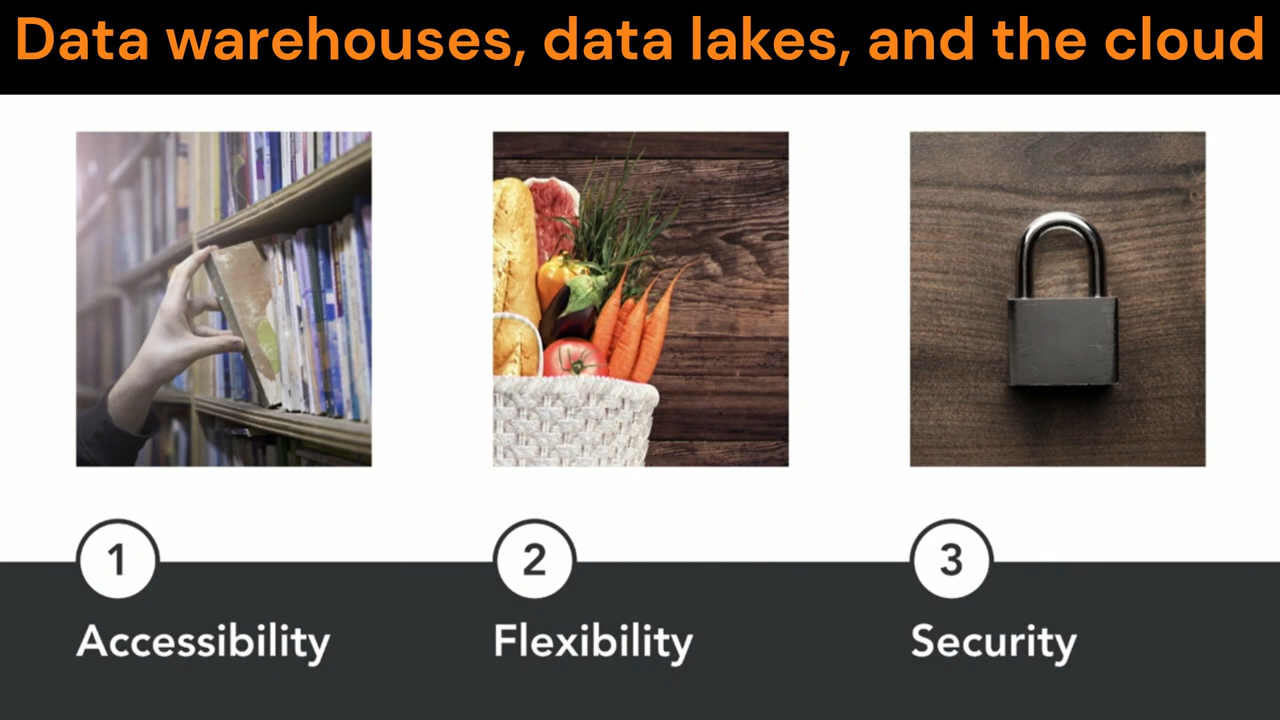 Data warehouses, data lakes, and the cloud
1
2
3
Accessibility
Flexibility
Security